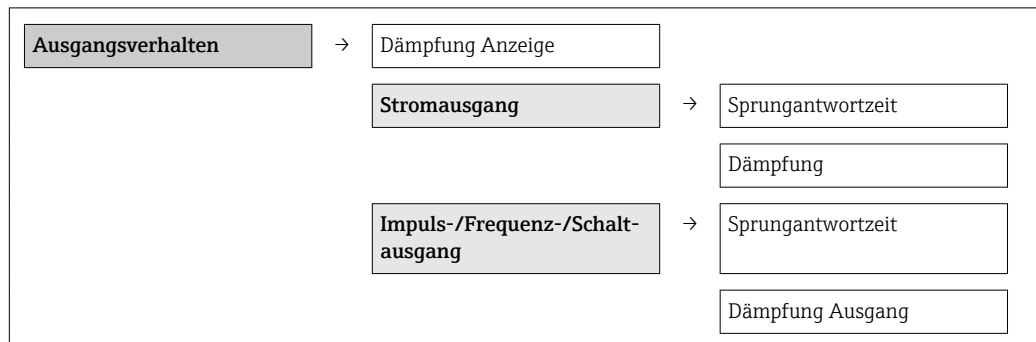 Ausgangsverhalten → Dämpfung Anzeige
Stromausgang → Sprungantwortzeit
Dämpfung
Impuls-/Frequenz-/Schalt-
ausgang
→ Sprungantwortzeit
Dämpfung Ausgang